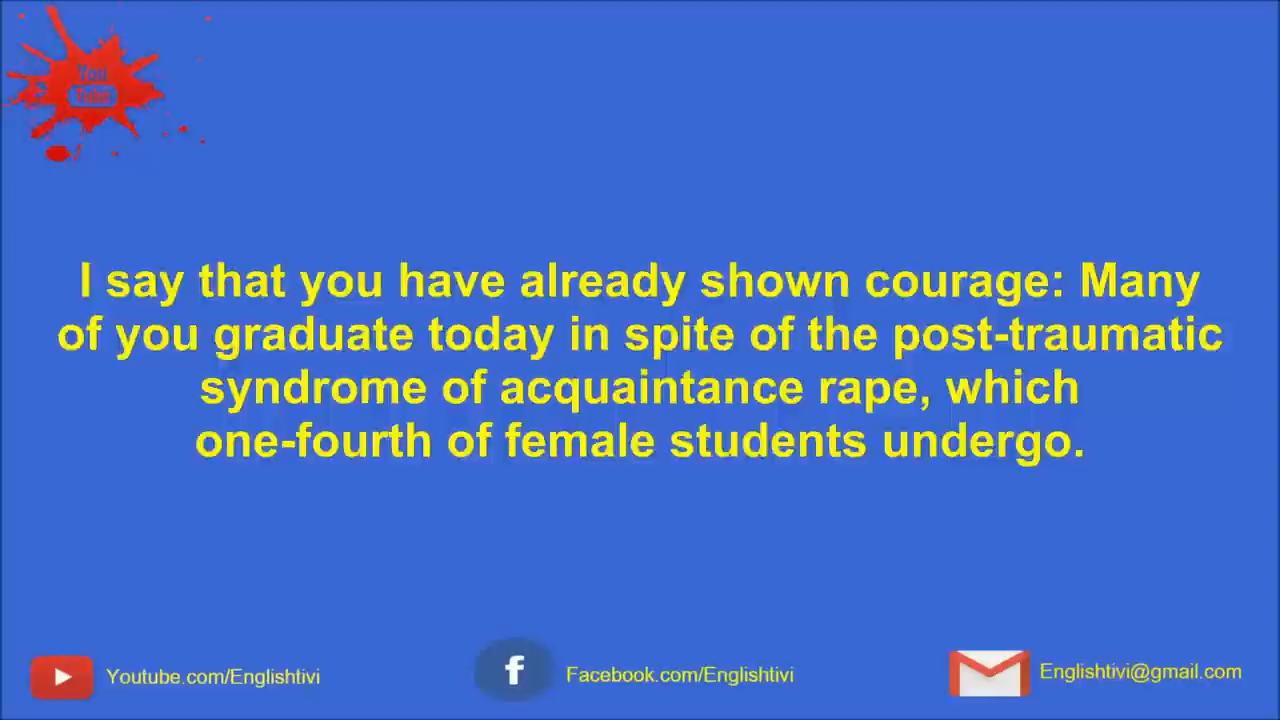 You
Tube
I say that you have already shown courage: Many
of you graduate today in spite of the post-traumatic
syndrome of acquaintance rape, which
one-fourth of female students undergo.
Youtube.com/Englishtivi
f
Facebook.com/Englishtivi
Englishtivi@gmail.com